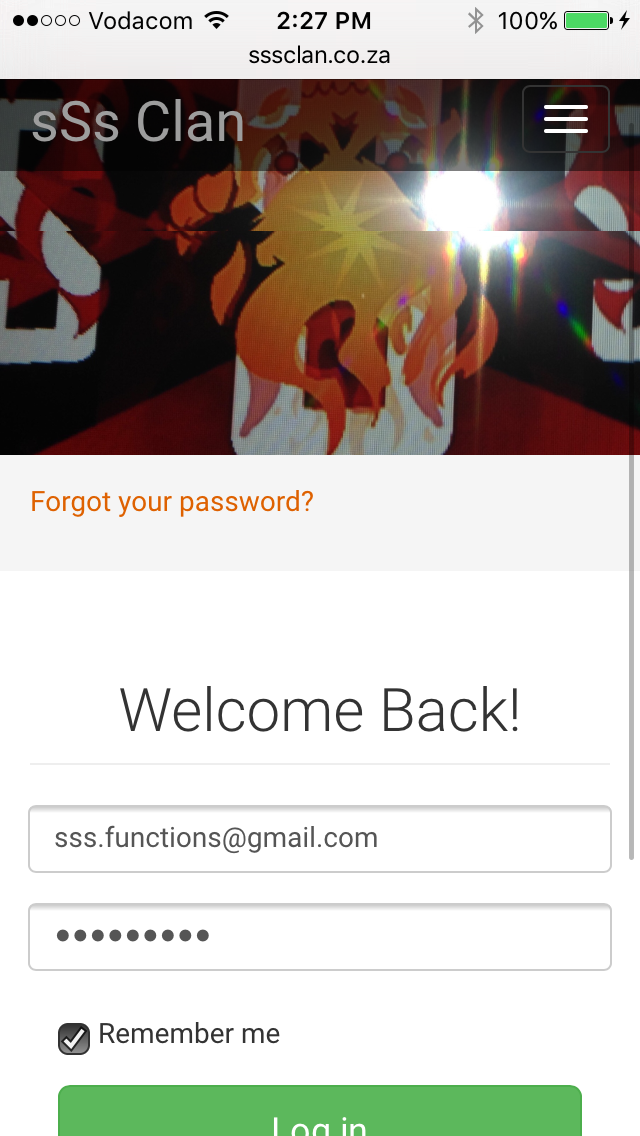 Vodacom 2:27 PM 100%
sssclan.co.za
sSs Clan
Forgot your password?
Welcome Back!
sss.functions@gmail.com
•••••••••
Remember me
Log in